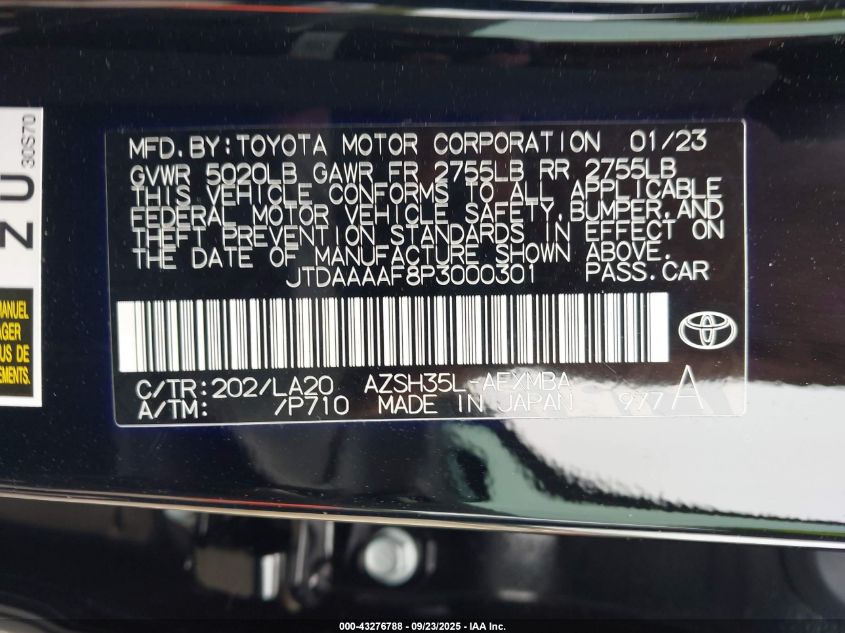 30S70
ZU
MANUEL
AGER
US DE
EMENTS.
MFD.BY:TOYOTA MOTOR CORPORATION 01/23
GVWR 5020LB GAWR FR 2755LB RR 2755LB
THIS VEHICLE CONFORMS TO ALL APPLICABLE
FEDERAL MOTOR VEHICLE SAFETY,BUMPER,AND
THEFT PREVENTION STANDARDS IN EFFECT ON
THE DATE OF MANUFACTURE SHOWN ABOVE.
JTDAAAAF8P3000301 PASS.CAR
C/TR:202/LA20 AZSH35L-AEXMBA
A/TM: /P710 MADE IN JAPAN 977 A
000-43276788 - 09/23/2025 - IAA Inc.